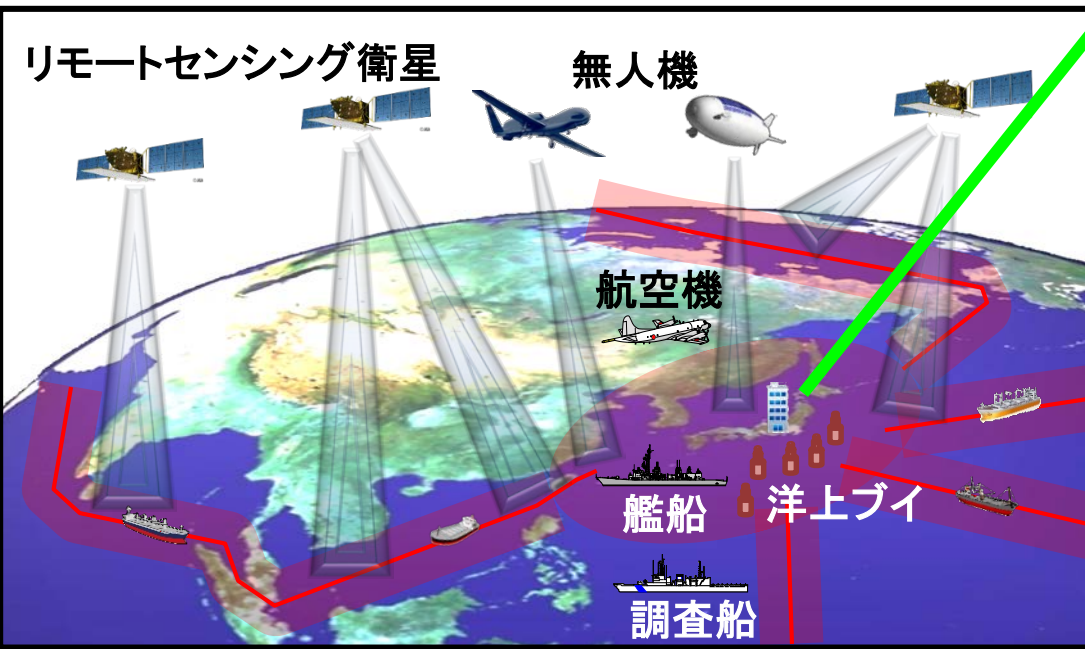 リモートセンシング衛星
無人機
航空機
艦船
洋上ブイ
調査船